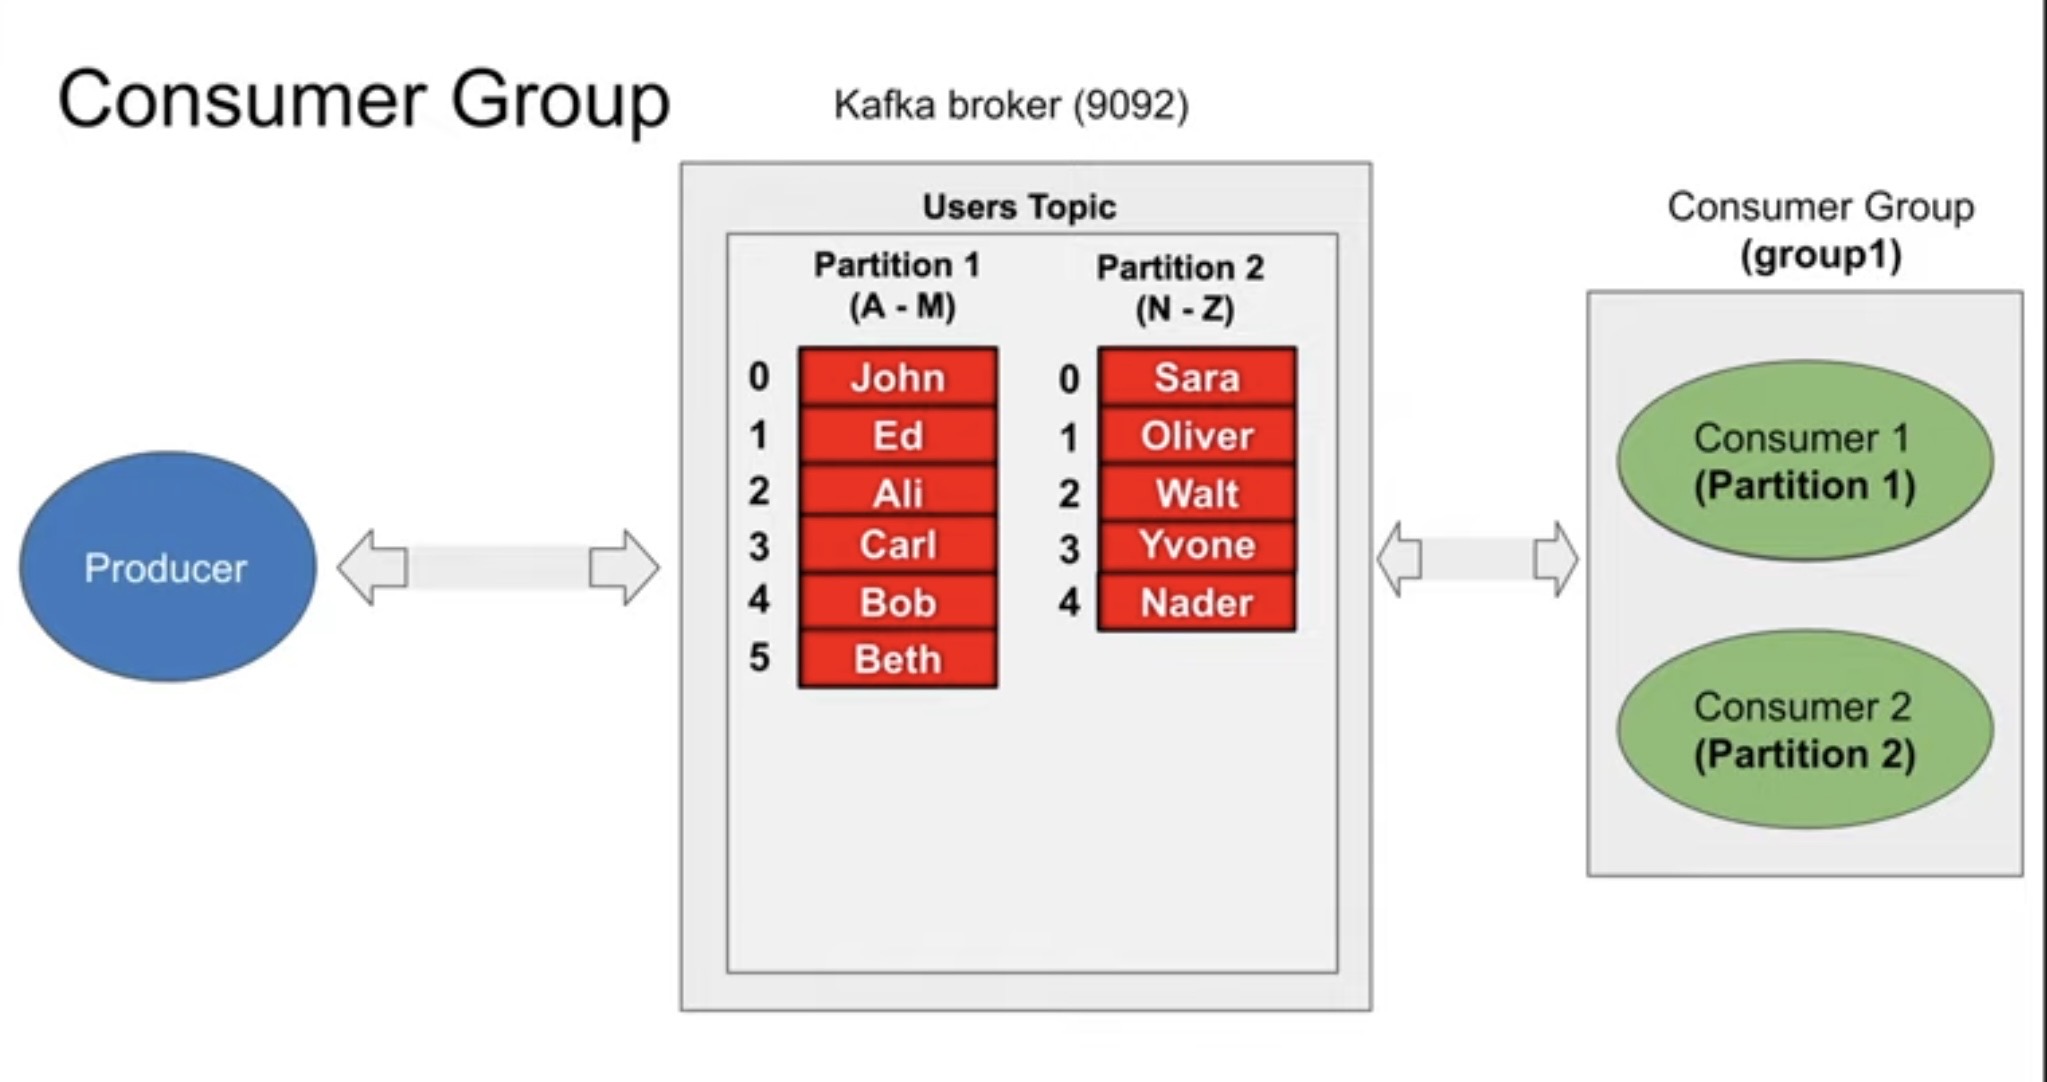 Consumer Group
Kafka broker (9092)
Users Topic
Partition 1
(A - M)
0 John
1 Ed
2 Ali
3 Carl
4 Bob
5 Beth
Partition 2
(N - Z)
0 Sara
1 Oliver
2 Walt
3 Yvone
4 Nader
Producer
Consumer Group
(group1)
Consumer 1
(Partition 1)
Consumer 2
(Partition 2)